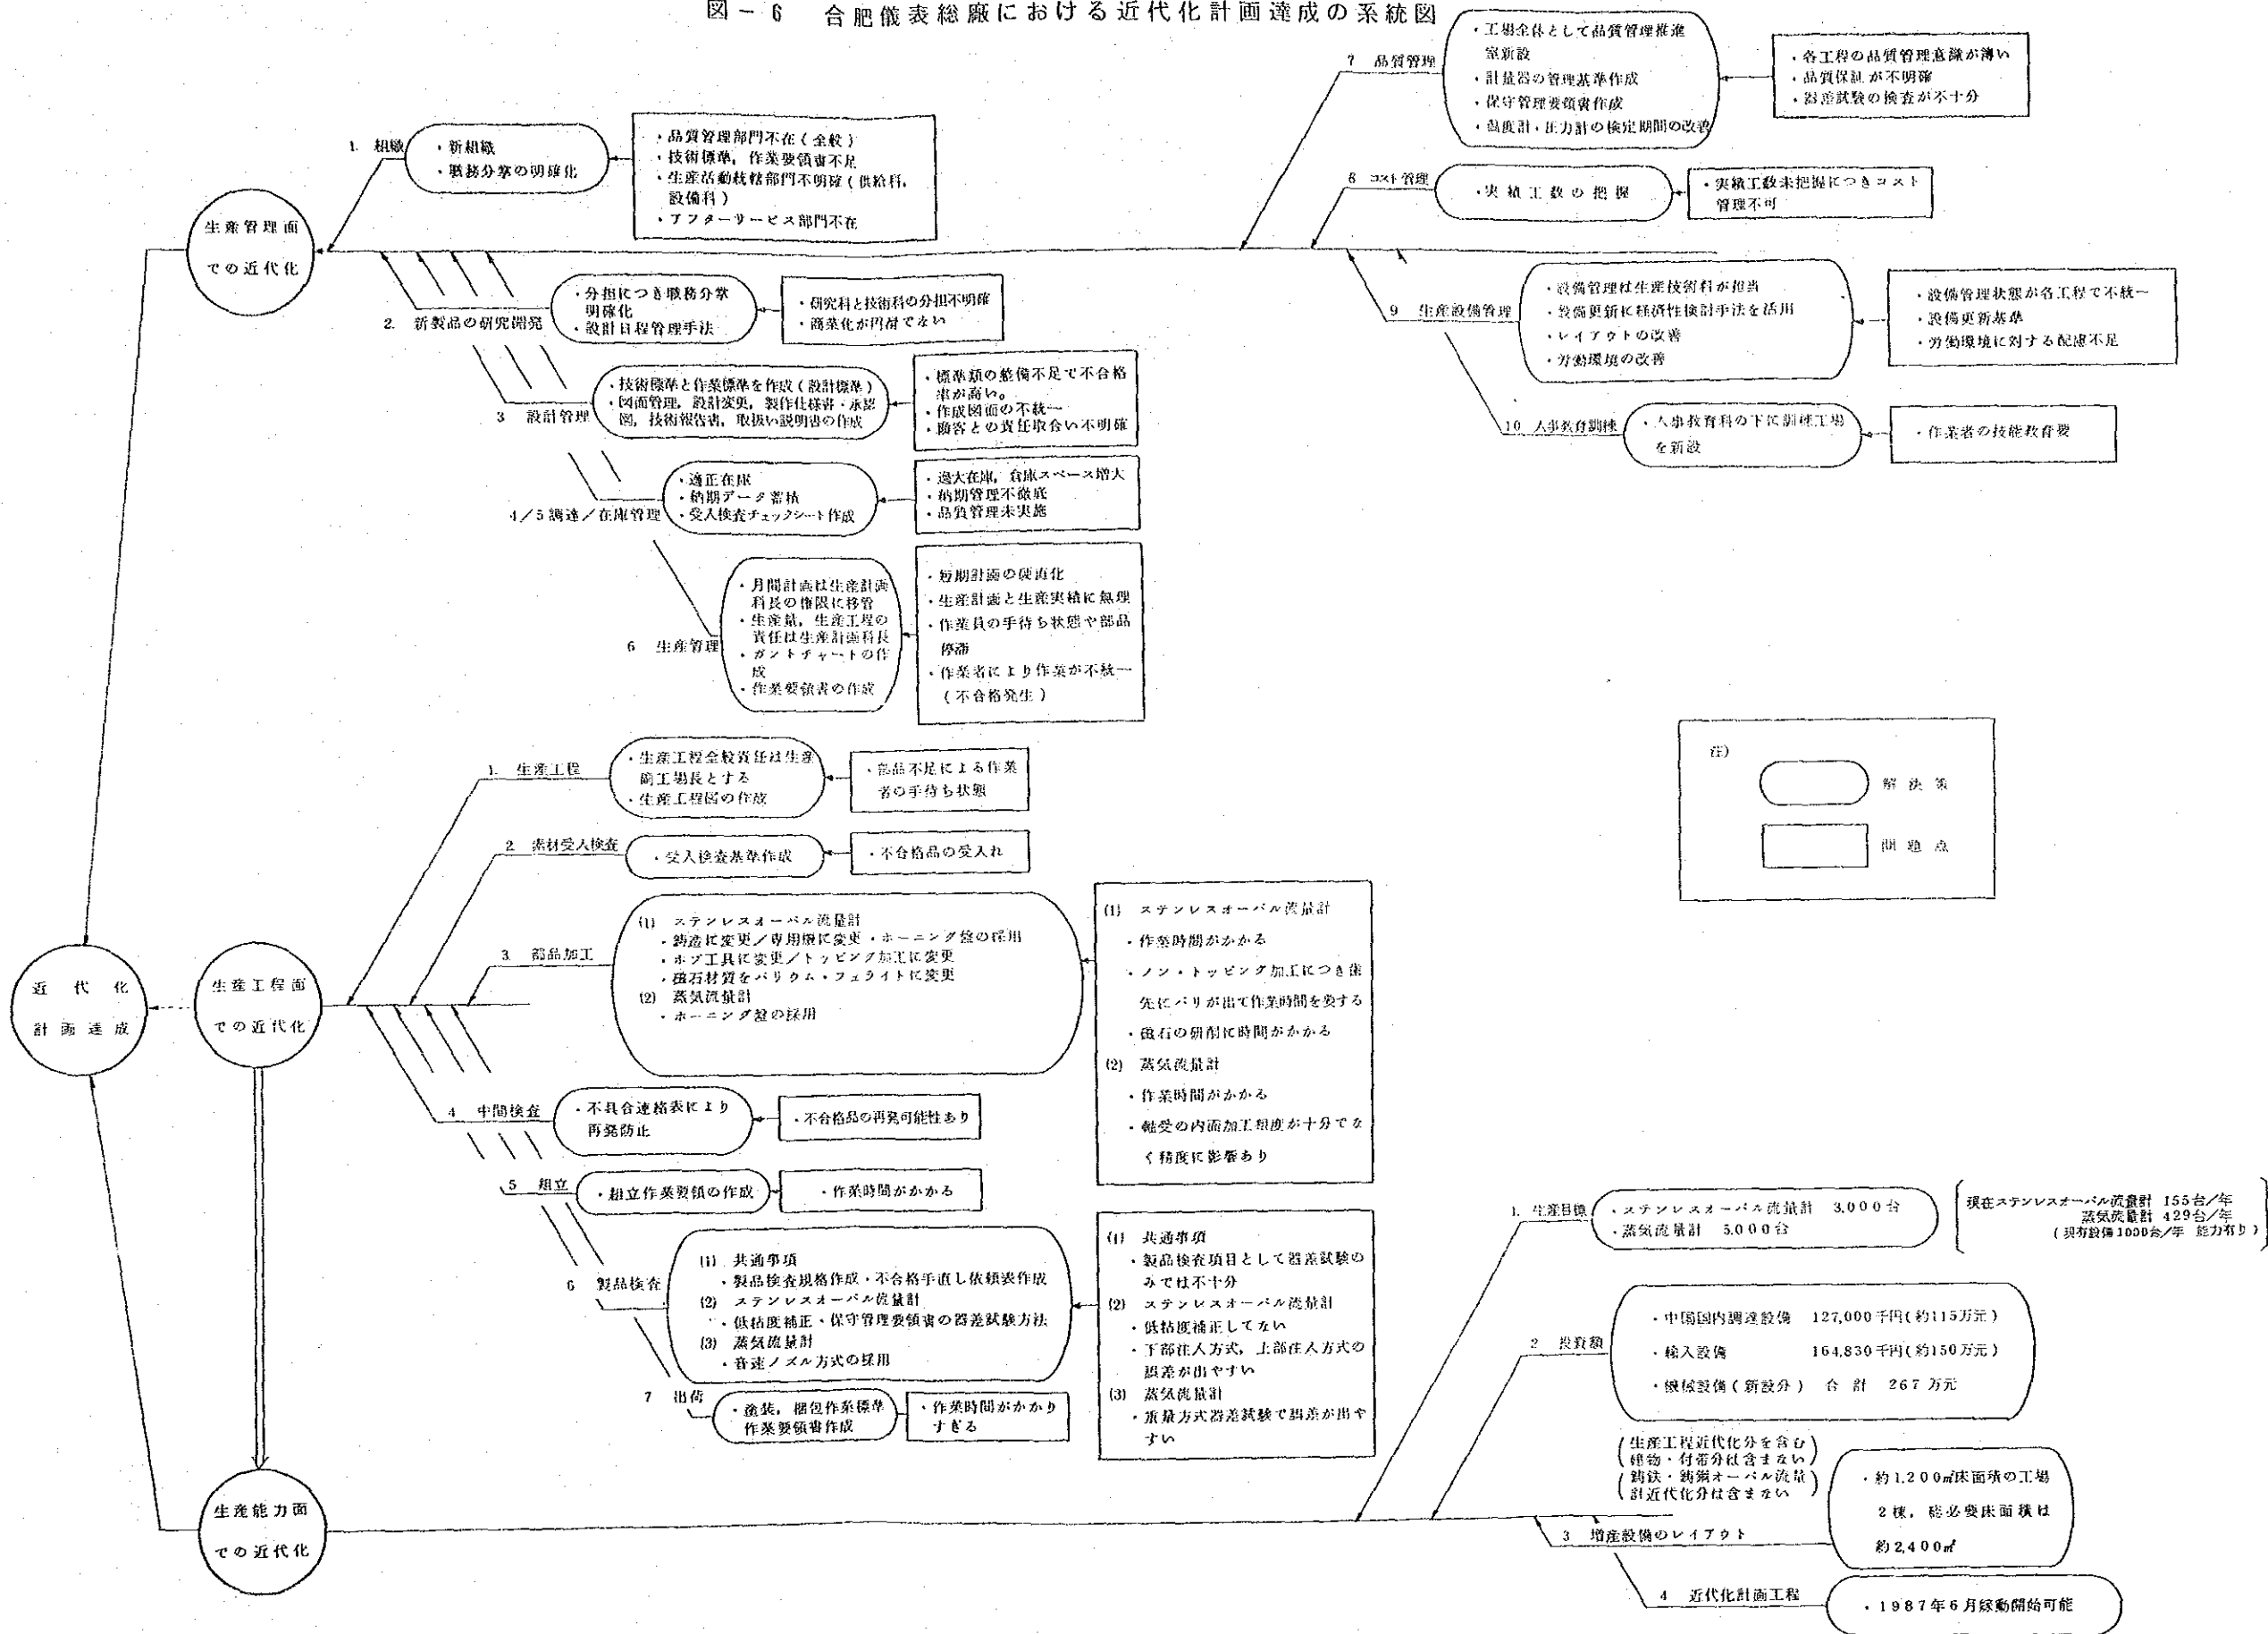 図－6 合肥儀表総廠における近代化計画達成の系統図
生産管理面
での近代化
1. 組織
・新組織
・職務分掌の明確化
・品質管理部門不在（全般）
・技術標準，作業要領書不足
・生産活動統轄部門不明確（供給科，
設備科）
・アフターサービス部門不在
2. 新製品の研究開発
・分担につき職務分掌
明確化
・設計日程管理手法
・研究科と技術科の分担不明確
・商業化が円滑でない
3 設計管理
・技術標準と作業標準を作成（設計標準）
・図面管理，設計変更，製作仕様書・承認
図，技術報告書，取扱い説明書の作成
・標準類の整備不足で不合格
率が高い。
・作成図面の不統一
・顧客との責任取合い不明確
4／5 調達／在庫管理
・適正在庫
・納期データ蓄積
・受入検査チェックシート作成
・過大在庫，倉庫スペース増大
・納期管理不徹底
・品質管理未実施
6 生産管理
・月間計画は生産計画
科長の権限に移管
・生産量，生産工程の
責任は生産計画科長
・ガントチャートの作
成
・作業要領書の作成
・短期計画の硬直化
・生産計画と生産実績に無理
・作業員の手待ち状態や部品
停滞
・作業者により作業が不統一
（不合格発生）
7 品質管理
・工場全体として品質管理推進
室新設
・計量器の管理基準作成
・保守管理要領書作成
・温度計・圧力計の検定期間の改善
・各工程の品質管理意識が薄い
・品質保証が不明確
・器差試験の検査が不十分
8 コスト管理
・実績工数の把握
・実績工数未把握につきコスト
管理不可
9 生産設備管理
・設備管理は生産技術科が担当
・設備更新に経済性検討手法を活用
・レイアウトの改善
・労働環境の改善
・設備管理状態が各工程で不統一
・設備更新基準
・労働環境に対する配慮不足
10 人事教育訓練
・人事教育科の下に訓練工場
を新設
・作業者の技能教育要
注）
解決策
問題点
近代化
計画達成
生産工程面
での近代化
1. 生産工程
・生産工程全般責任は生産
副工場長とする
・生産工程図の作成
・部品不足による作業
者の手待ち状態
2 素材受入検査
・受入検査基準作成
・不合格品の受入れ
3. 部品加工
(1) ステンレスオーバル流量計
・鋳造に変更／専用機に変更・ホーニング盤の採用
・ホブ工具に変更／トッピング加工に変更
・磁石材質をバリウム・フェライトに変更
(2) 蒸気流量計
・ホーニング盤の採用
(1) ステンレスオーバル流量計
・作業時間がかかる
・ノン・トッピング加工につき歯
先にバリが出て作業時間を要する
・磁石の研削に時間がかかる
(2) 蒸気流量計
・作業時間がかかる
・軸受の内面加工程度が十分でな
く精度に影響あり
4 中間検査
・不具合連絡表により
再発防止
・不合格品の再発可能性あり
5 組立
・組立作業要領の作成
・作業時間がかかる
6 製品検査
(1) 共通事項
・製品検査規格作成・不合格手直し依頼表作成
(2) ステンレスオーバル流量計
・低粘度補正・保守管理要領書の器差試験方法
(3) 蒸気流量計
・音速ノズル方式の採用
(1) 共通事項
・製品検査項目として器差試験の
みでは不十分
(2) ステンレスオーバル流量計
・低粘度補正してない
・下部注入方式，上部注入方式の
誤差が出やすい
(3) 蒸気流量計
・質量方式器差試験で誤差が出や
すい
7 出荷
・塗装，梱包作業標準
作業要領書作成
・作業時間がかかり
すぎる
生産能力面
での近代化
1. 生産目標
・ステンレスオーバル流量計 3,000台
・蒸気流量計 5,000台
現在ステンレスオーバル流量計 155台／年
蒸気流量計 429台／年
（現有設備1000台／年 能力有り）
2 投資額
・中国国内調達設備 127,000千円（約115万元）
・輸入設備 164,830千円（約150万元）
・機械設備（新設分） 合計 267万元
（生産工程近代化分を含む
建物・付帯分は含まない）
（鋳鉄・鋳鋼オーバル流量
計近代化分は含まない）
3 増産設備のレイアウト
・約1,200㎡床面積の工場
2棟，総必要床面積は
約2,400㎡
4 近代化計画工程
・1987年6月稼動開始可能